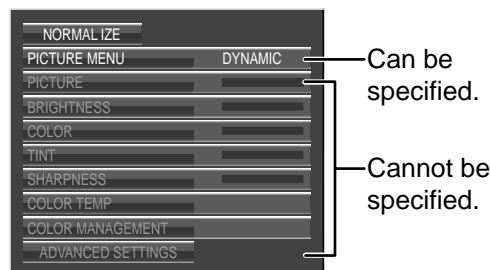 NORMAL IZE
PICTURE MENU DYNAMIC
PICTURE
BRIGHTNESS
COLOR
TINT
SHARPNESS
COLOR TEMP
COLOR MANAGEMENT
ADVANCED SETTINGS
Can be
specified.
Cannot be
specified.